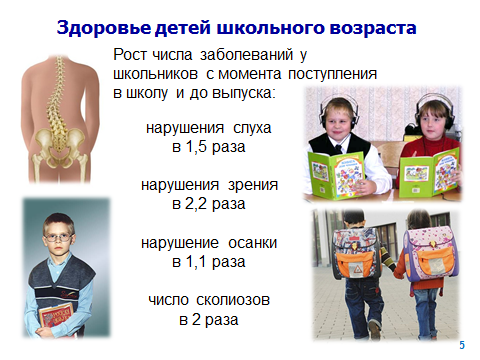 Здоровье детей школьного возраста
Рост числа заболеваний у
школьников с момента поступления
в школу и до выпуска:
нарушения слуха
в 1,5 раза
нарушения зрения
в 2,2 раза
нарушение осанки
в 1,1 раза
число сколиозов
в 2 раза
5